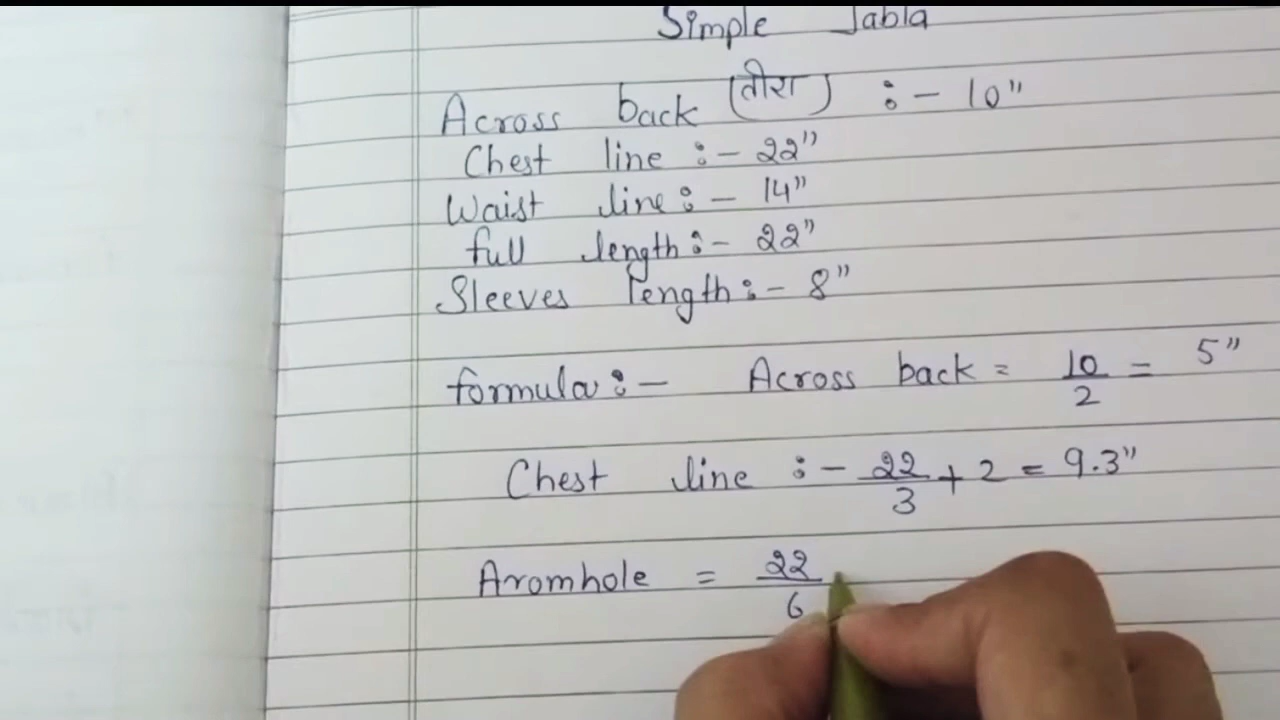 Simple Jabla
Across back (तीरा) :- 10"
Chest line :- 22"
Waist line :- 14"
full length :- 22"
Sleeves length :- 8"
formula :- Across back = 10/2 = 5"
Chest line :- 22/3 + 2 = 9.3"
Aromhole = 22/6